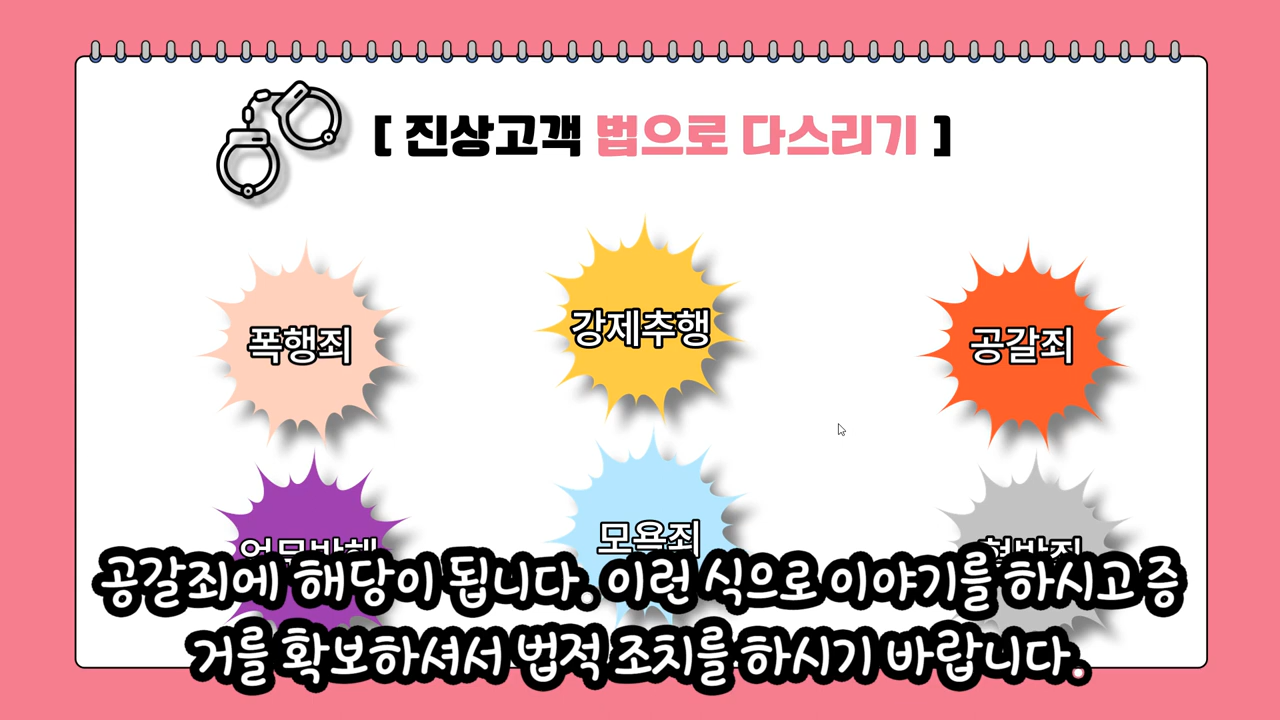 [ 진상고객 법으로 다스리기 ]
폭행죄
강제추행
공갈죄
모욕죄
공갈죄에 해당이 됩니다. 이런 식으로 이야기를 하시고 증
거를 확보하셔서 법적 조치를 하시기 바랍니다.